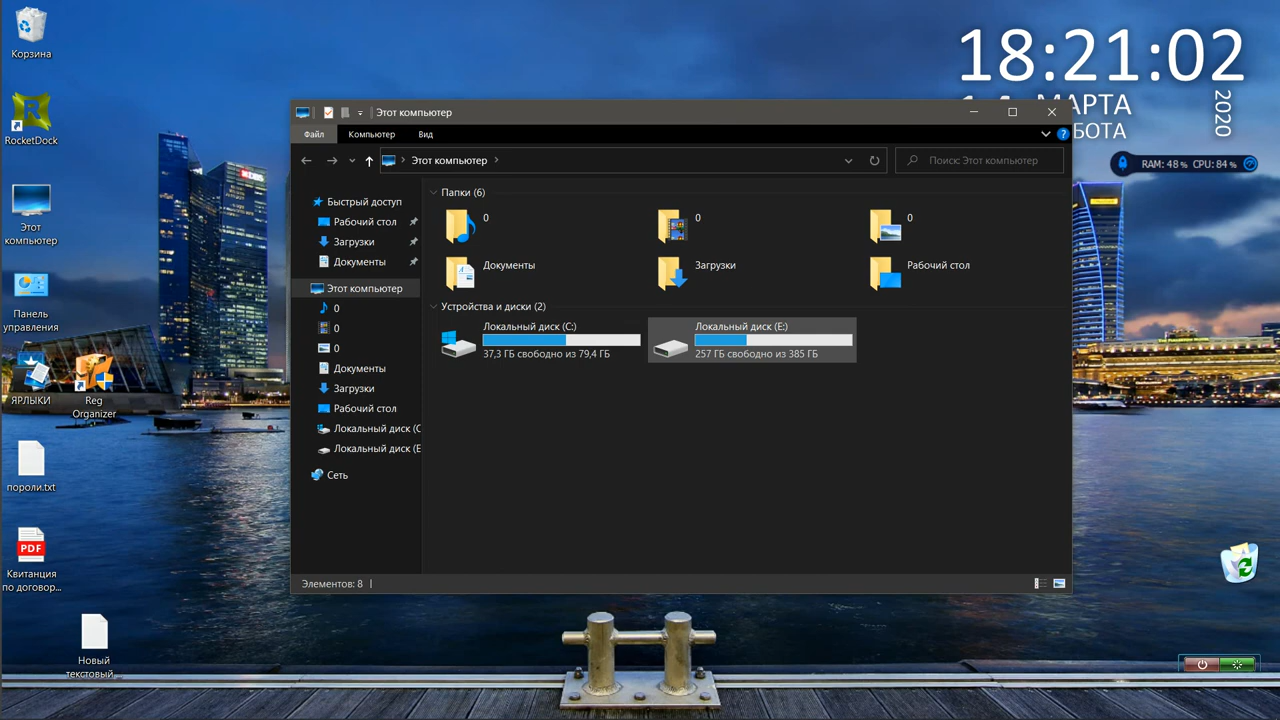 Корзина
RocketDock
Этот
компьютер
Панель
управления
ЯРЛЫКИ
Reg
Organizer
пороли.txt
PDF
Квитанция
по договор...
Новый
текстовый...
18:21:02
МАРТА
2020
БОТА
RAM: 48 % CPU: 84 %
Этот компьютер
Файл Компьютер Вид
Этот компьютер
Поиск: Этот компьютер
Быстрый доступ
Рабочий стол
Загрузки
Документы
Этот компьютер
0
0
0
Документы
Загрузки
Рабочий стол
Локальный диск (C
Локальный диск (E
Сеть
Папки (6)
0
0
0
Документы
Загрузки
Рабочий стол
Устройства и диски (2)
Локальный диск (C:)
37,3 ГБ свободно из 79,4 ГБ
Локальный диск (E:)
257 ГБ свободно из 385 ГБ
Элементов: 8